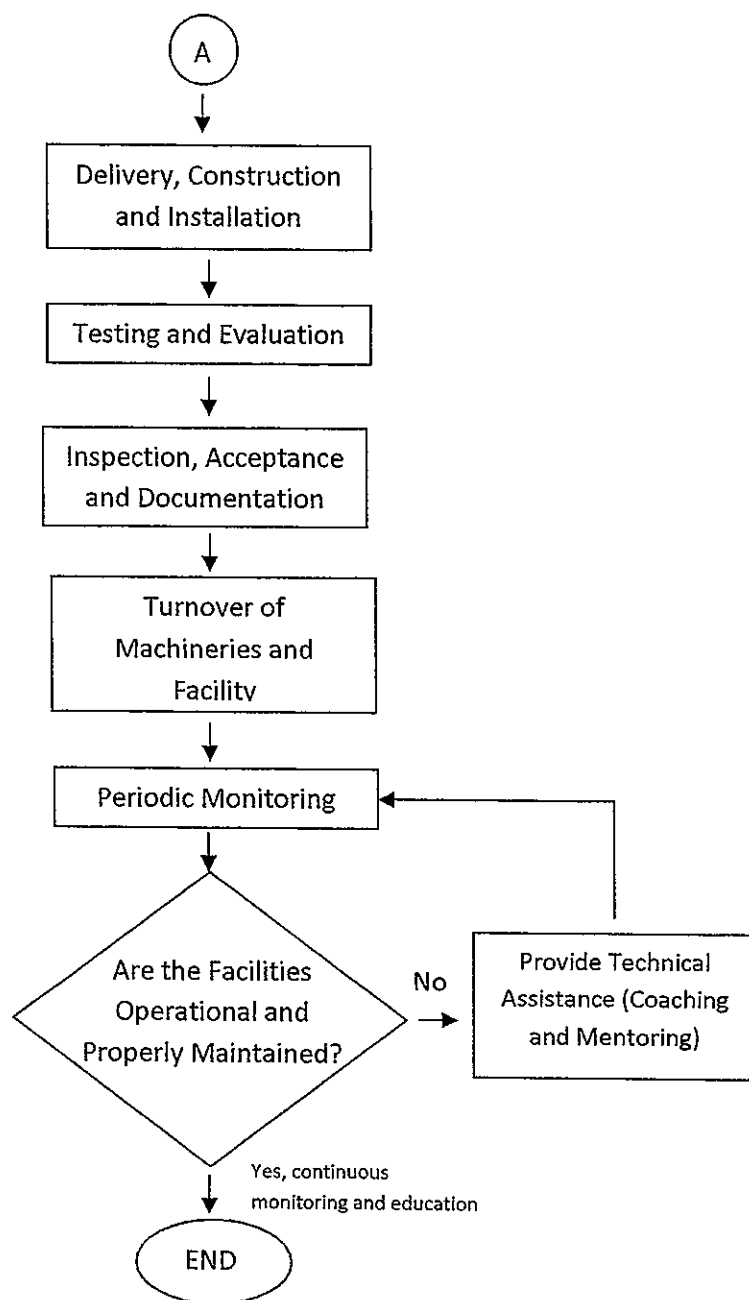 A
Delivery, Construction
and Installation
Testing and Evaluation
Inspection, Acceptance
and Documentation
Turnover of
Machineries and
Facility
Periodic Monitoring
Are the Facilities
Operational and
Properly Maintained?
No
Provide Technical
Assistance (Coaching
and Mentoring)
Yes, continuous
monitoring and education
END